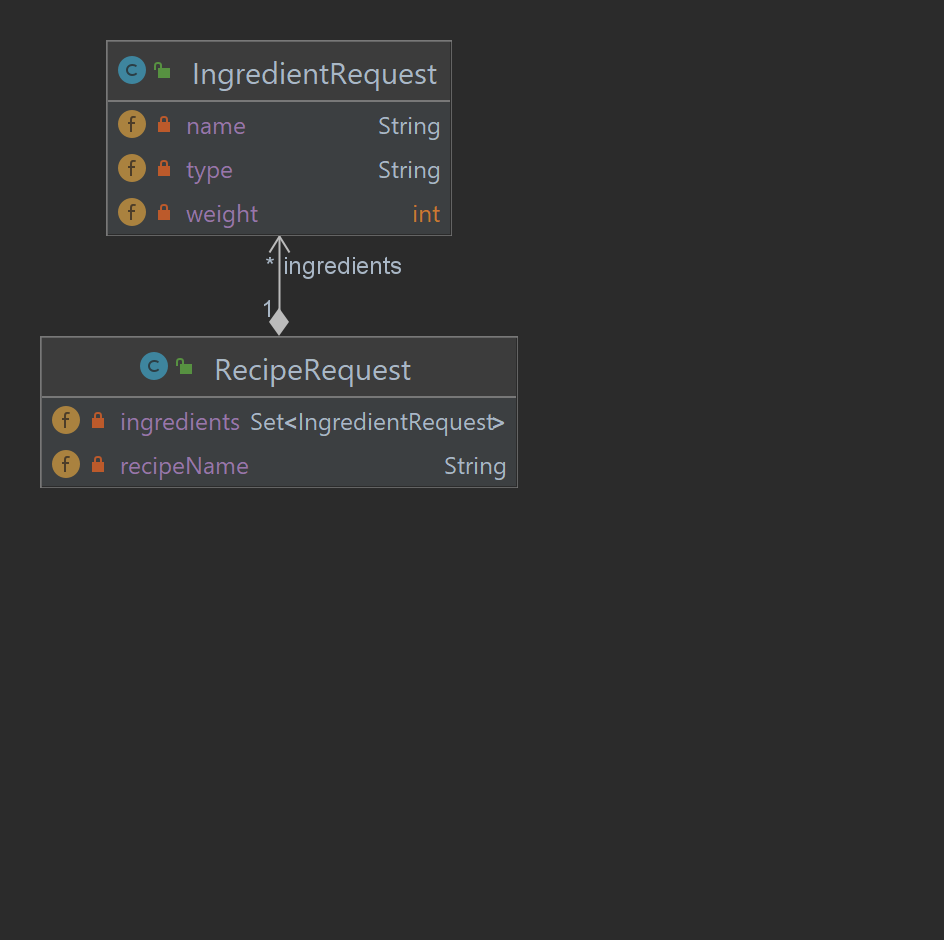 C IngredientRequest
f name String
f type String
f weight int
* ingredients
1
C RecipeRequest
f ingredients Set<IngredientRequest>
f recipeName String